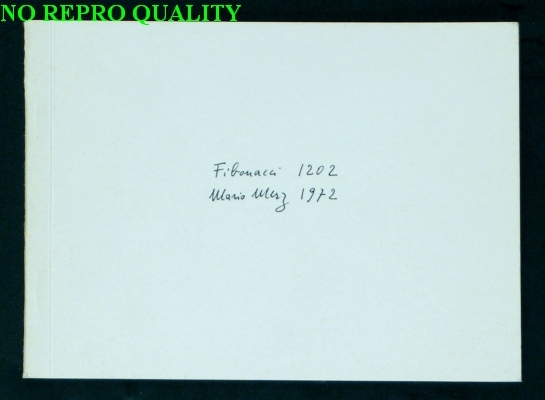 NO REPRO QUALITY
Fibonacci 1202
Mario Merz 1972